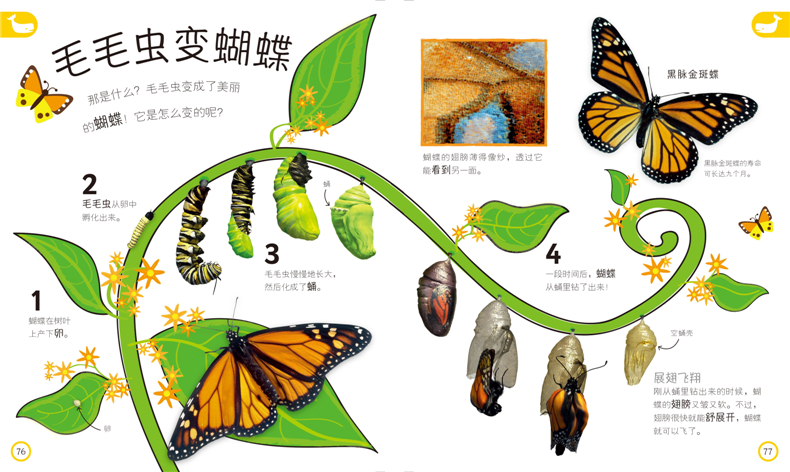 毛毛虫变蝴蝶
那是什么？毛毛虫变成了美丽
的蝴蝶！它是怎么变的呢？
1
蝴蝶在树叶
上产下卵。
卵
2
毛毛虫从卵中
孵化出来。
3
毛毛虫慢慢地长大，
然后化成了蛹。
蛹
76
蝴蝶的翅膀薄得像纱，透过它
能看到另一面。
黑脉金斑蝶
黑脉金斑蝶的寿命
可长达九个月。
4
一段时间后，蝴蝶
从蛹里钻了出来！
空蛹壳
展翅飞翔
刚从蛹里钻出来的时候，蝴
蝶的翅膀又皱又软。不过，
翅膀很快就能舒展开，蝴蝶
就可以飞了。
77